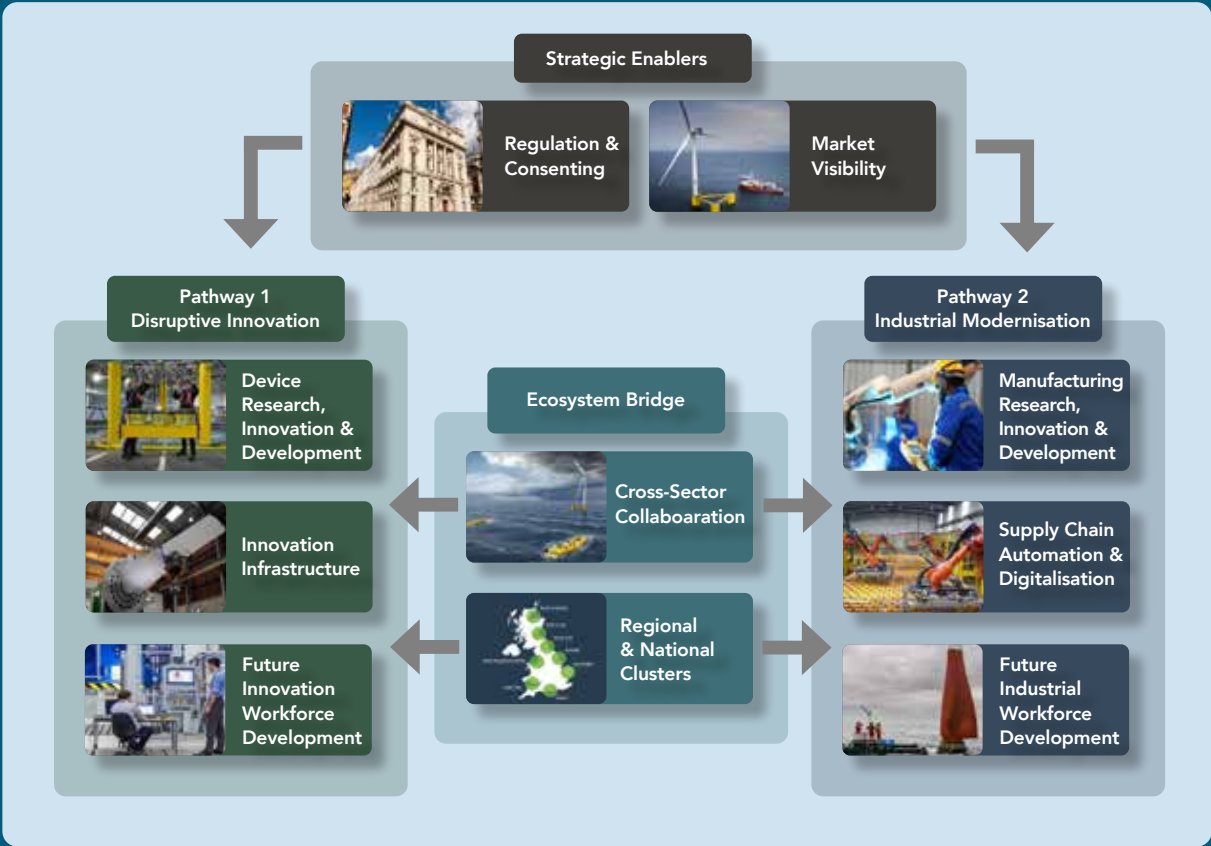 Strategic Enablers
Regulation &
Consenting
Market
Visibility
Pathway 1
Disruptive Innovation
Device
Research,
Innovation &
Development
Innovation
Infrastructure
Future
Innovation
Workforce
Development
Ecosystem Bridge
Cross-Sector
Collaboaration
Regional
& National
Clusters
Pathway 2
Industrial Modernisation
Manufacturing
Research,
Innovation &
Development
Supply Chain
Automation &
Digitalisation
Future
Industrial
Workforce
Development